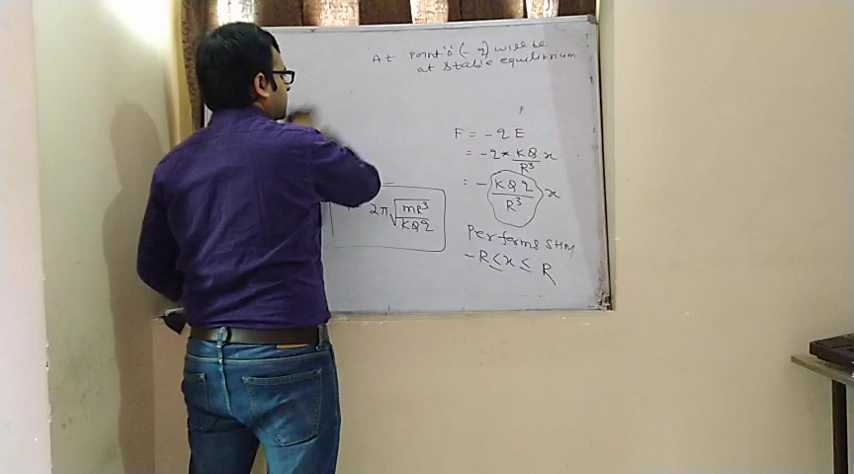 At point 'o' (-q) will be
at stable equilibrium
F = -qE
= -q * KQ/R³ x
= - KQq/R³ x
2π √(mR³/KQq)
Performs SHM
-R ≤ x ≤ R